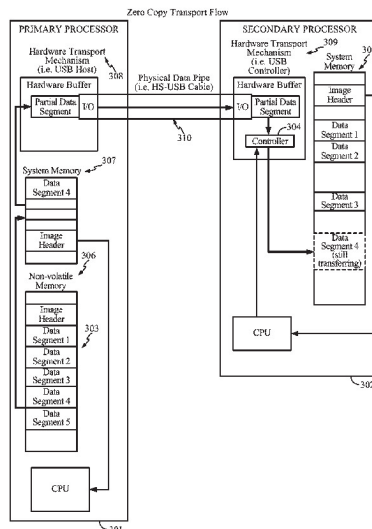 Zero Copy Transport Flow
PRIMARY PROCESSOR
Hardware Transport
Mechanism
(i.e. USB Host)
308
Hardware Buffer
Partial Data
Segment
I/O
System Memory
307
Data
Segment 4
Image
Header
306
Non-volatile
Memory
Image
Header
303
Data
Segment 1
Data
Segment 2
Data
Segment 3
Data
Segment 4
Data
Segment 5
CPU
301
Physical Data Pipe
(i.e. HS-USB Cable)
310
SECONDARY PROCESSOR
Hardware Transport
Mechanism
(i.e. USB
Controller)
309
Hardware Buffer
I/O
Partial Data
Segment
304
Controller
CPU
System
Memory
Image
Header
Data
Segment 1
Data
Segment 2
Data
Segment 3
Data
Segment 4
(still
transferring)
302